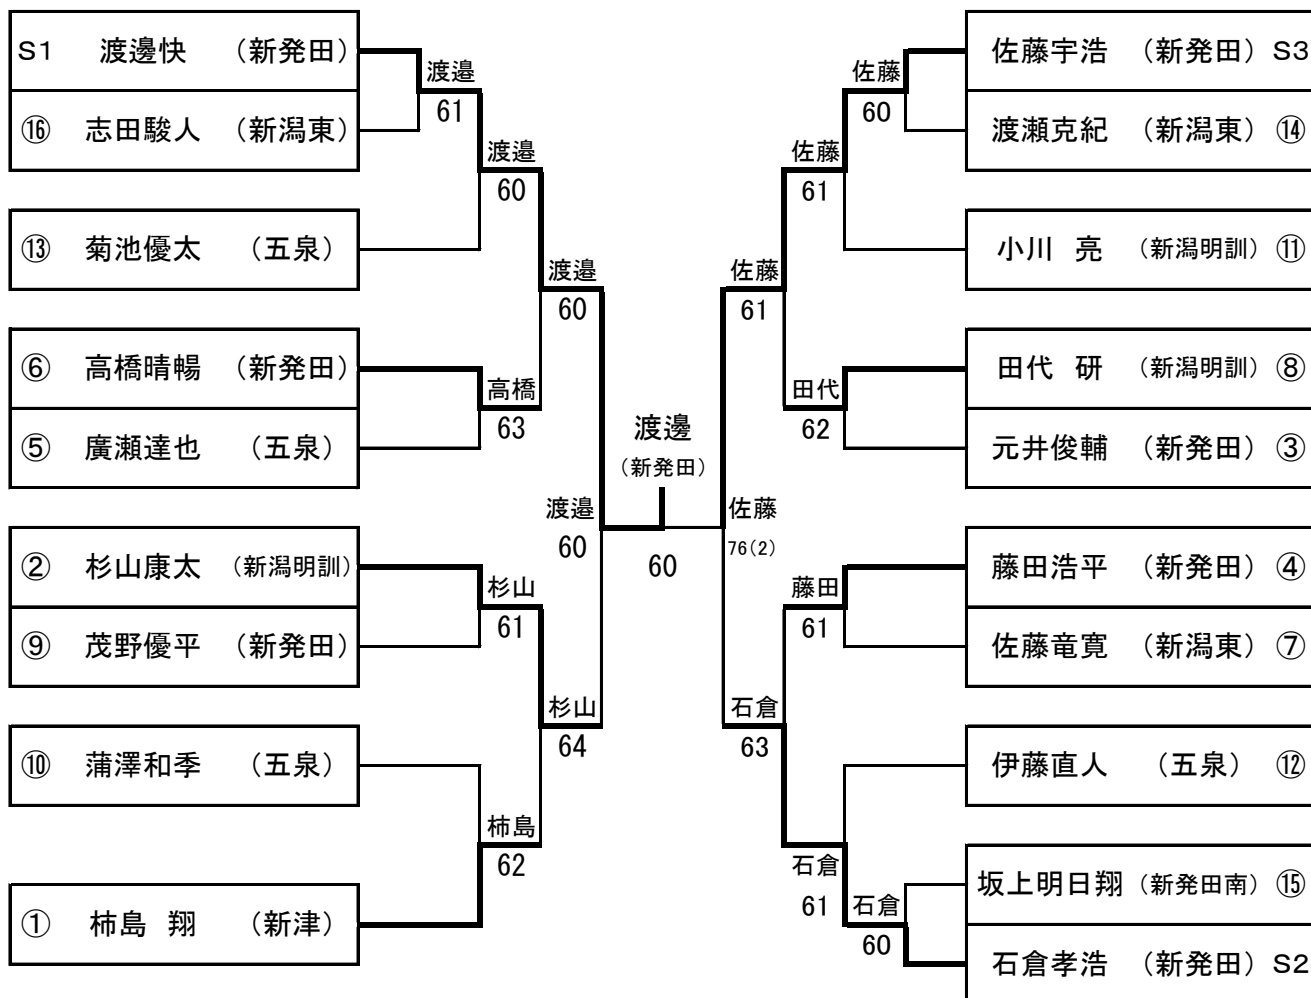 S1 渡邉快 （新発田）
⑯ 志田駿人 （新潟東）
⑬ 菊池優太 （五泉）
⑥ 高橋晴暢 （新発田）
⑤ 廣瀬達也 （五泉）
② 杉山康太 （新潟明訓）
⑨ 茂野優平 （新発田）
⑩ 蒲澤和季 （五泉）
① 柿島 翔 （新津）
渡邉
61
渡邉
60
渡邉
60
高橋
63
渡邉
60
杉山
61
杉山
64
柿島
62
渡邊
（新発田）
60
佐藤
60
佐藤
61
佐藤
61
田代
62
佐藤
76(2)
藤田
61
石倉
63
石倉
61
石倉
60
佐藤宇浩 （新発田） S3
渡瀬克紀 （新潟東） ⑭
小川 亮 （新潟明訓） ⑪
田代 研 （新潟明訓） ⑧
元井俊輔 （新発田） ③
藤田浩平 （新発田） ④
佐藤竜寛 （新潟東） ⑦
伊藤直人 （五泉） ⑫
坂上明日翔 （新発田南） ⑮
石倉孝浩 （新発田） S2